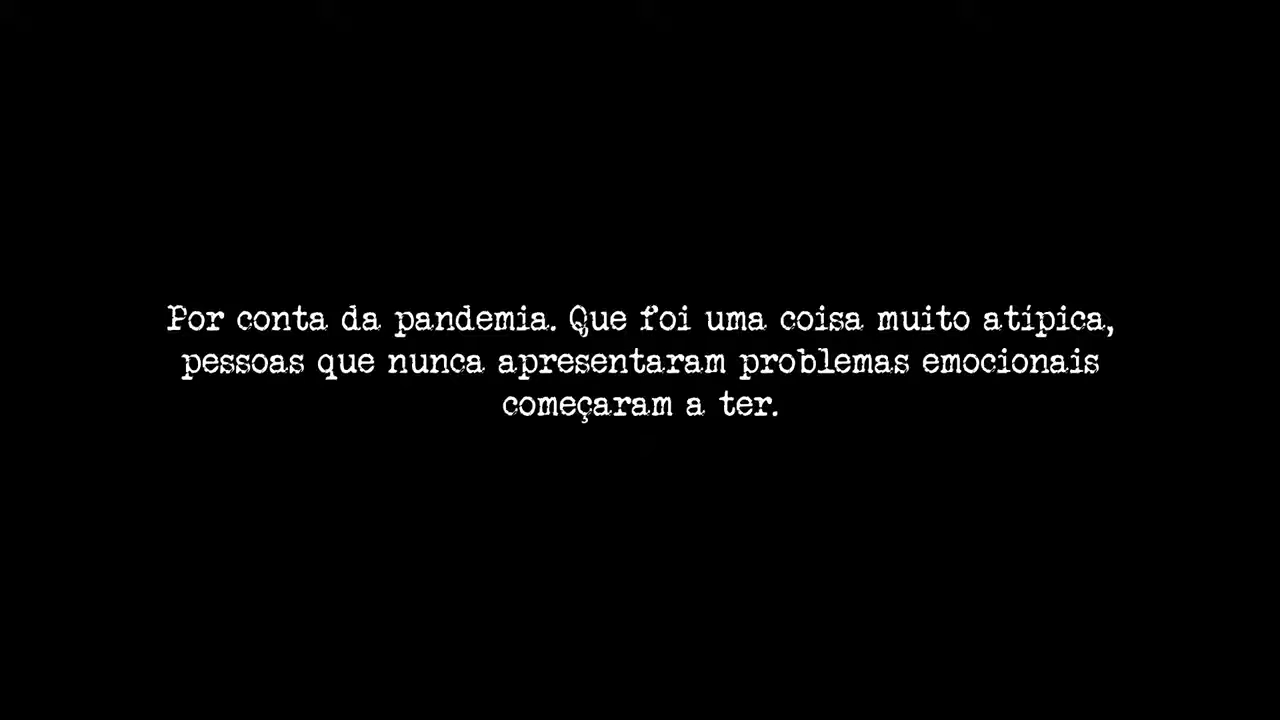 Por conta da pandemia. Que foi uma coisa muito atípica,
pessoas que nunca apresentaram problemas emocionais
começaram a ter.